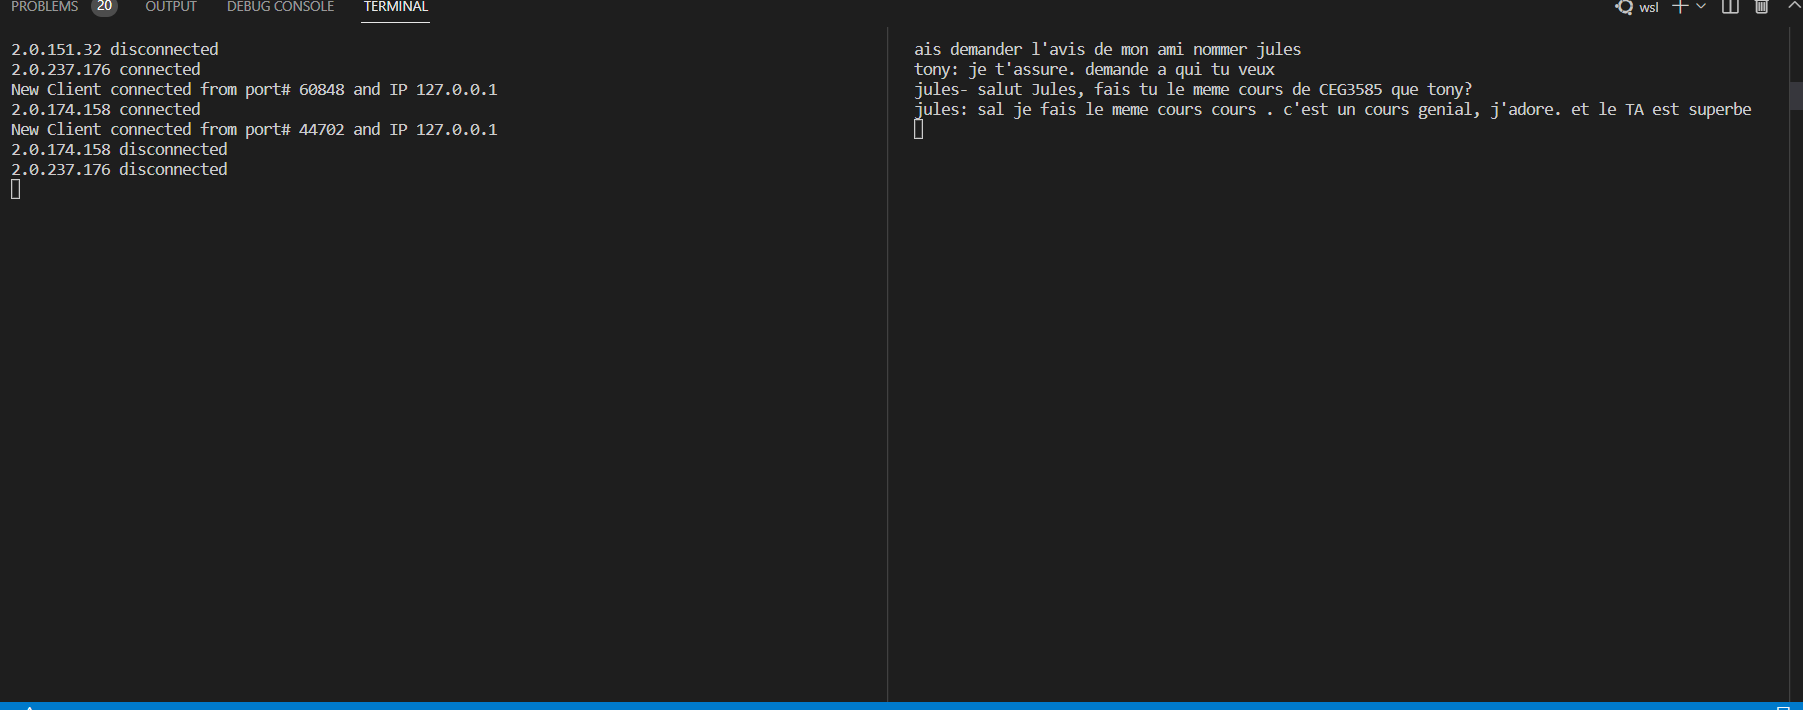 PROBLEMS 20 OUTPUT DEBUG CONSOLE TERMINAL wsl
2.0.151.32 disconnected
2.0.237.176 connected
New Client connected from port# 60848 and IP 127.0.0.1
2.0.174.158 connected
New Client connected from port# 44702 and IP 127.0.0.1
2.0.174.158 disconnected
2.0.237.176 disconnected
ais demander l'avis de mon ami nommer jules
tony: je t'assure. demande a qui tu veux
jules- salut Jules, fais tu le meme cours de CEG3585 que tony?
jules: sal je fais le meme cours cours . c'est un cours genial, j'adore. et le TA est superbe